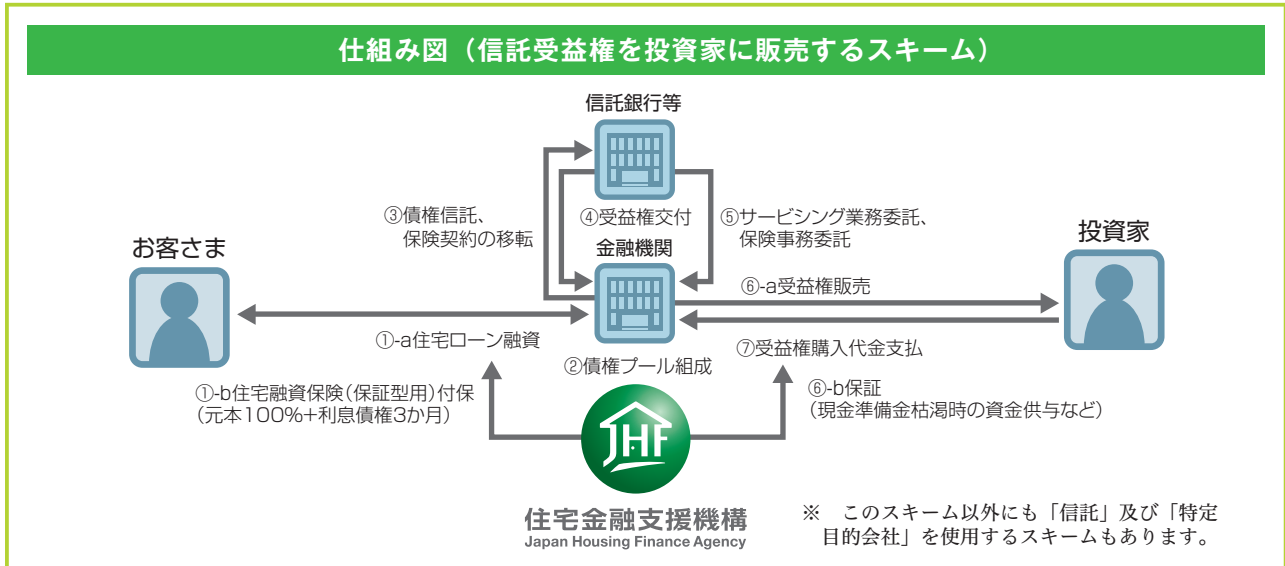 仕組み図（信託受益権を投資家に販売するスキーム）
信託銀行等
③債権信託、
保険契約の移転
④受益権交付
⑤サービシング業務委託、
保険事務委託
お客さま
金融機関
投資家
⑥-a受益権販売
①-a住宅ローン融資
②債権プール組成
⑦受益権購入代金支払
①-b住宅融資保険（保証型用）付保
（元本100％+利息債権3か月）
⑥-b保証
（現金準備金枯渇時の資金供与など）
JHF
住宅金融支援機構
Japan Housing Finance Agency
※　このスキーム以外にも「信託」及び「特定
目的会社」を使用するスキームもあります。